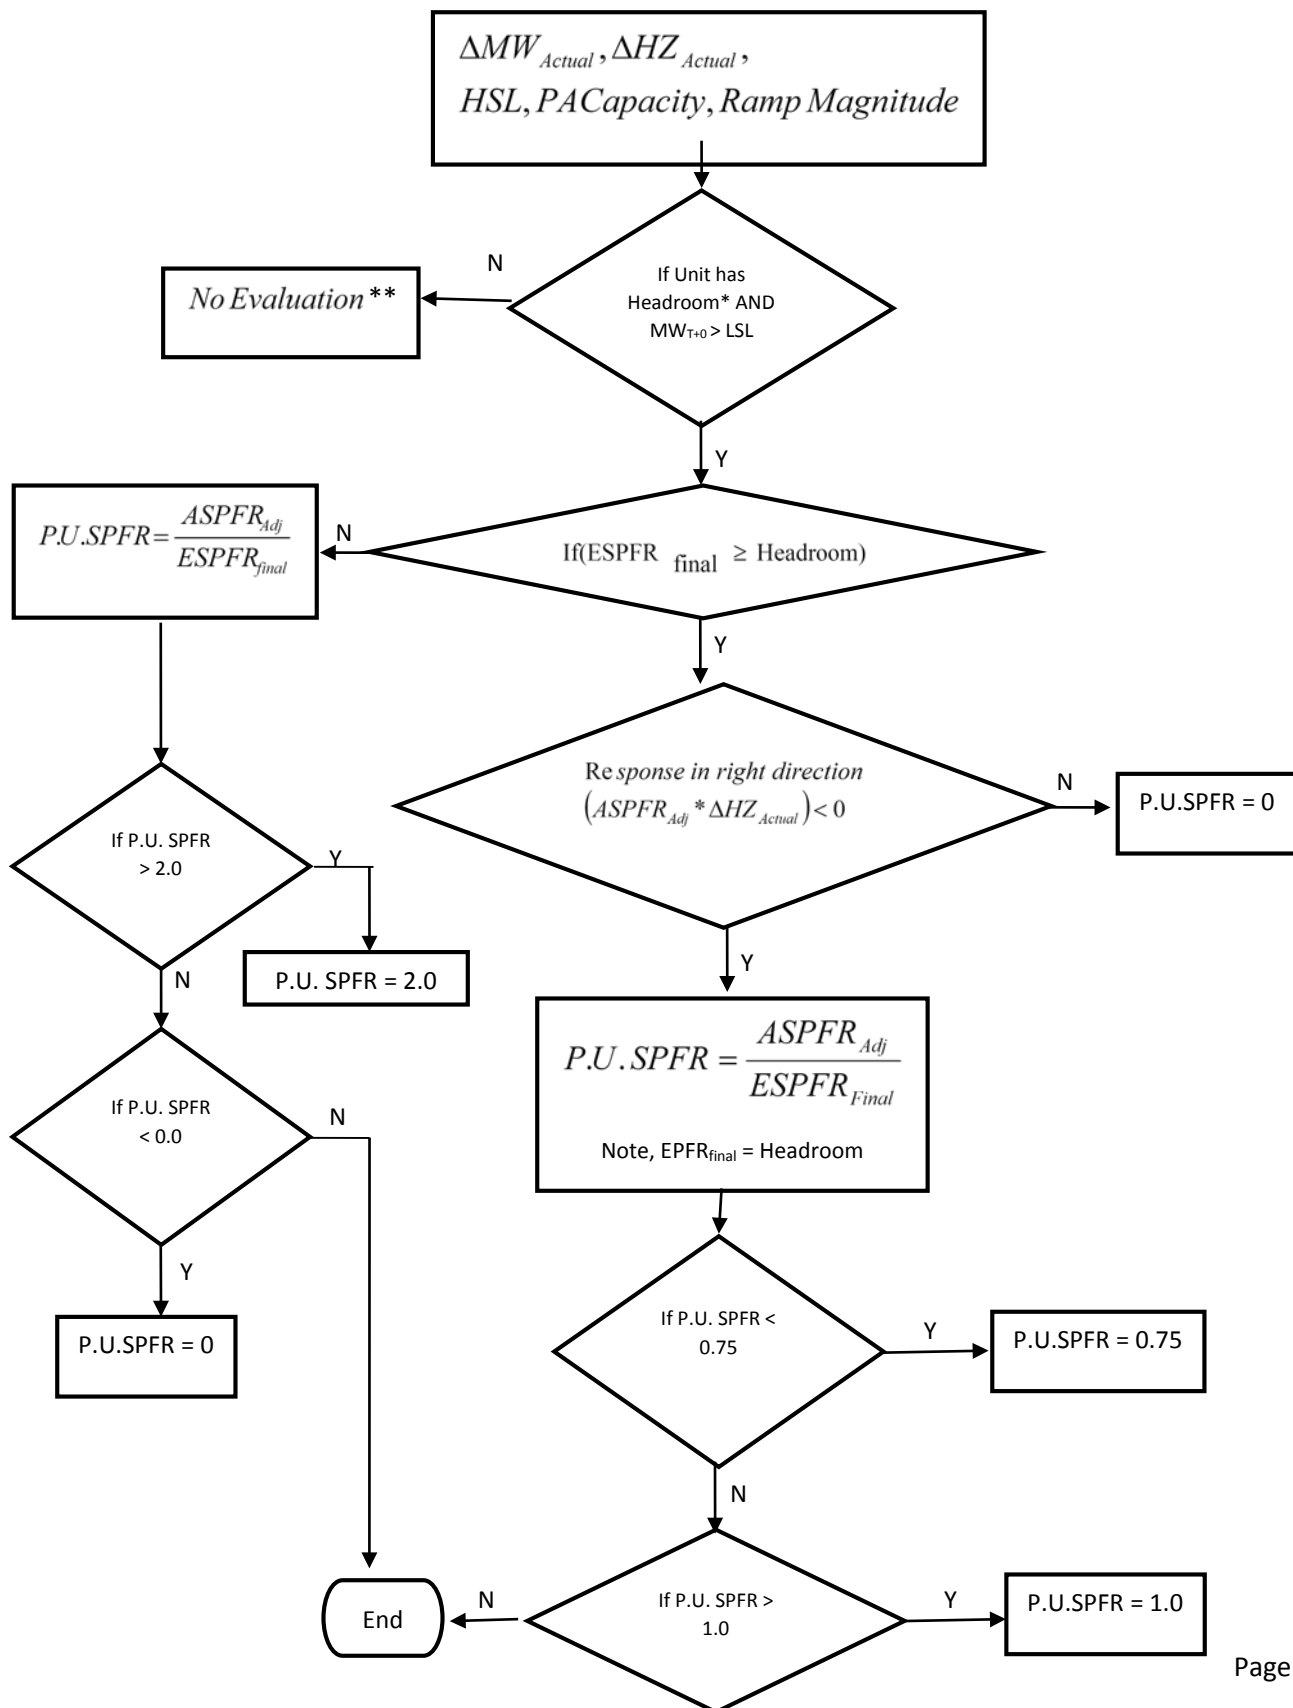 ΔMW_Actual, ΔHZ_Actual,
HSL, PACapacity, Ramp Magnitude
N
If Unit has
Headroom* AND
MW_T+0 > LSL
No Evaluation **
Y
P.U.SPFR = ASPFR_Adj / ESPFR_final
N
If(ESPFR_final ≥ Headroom)
Y
Response in right direction
(ASPFR_Adj * ΔHZ_Actual) < 0
N
P.U.SPFR = 0
If P.U. SPFR
> 2.0
Y
P.U. SPFR = 2.0
N
Y
P.U.SPFR = ASPFR_Adj / ESPFR_Final
Note, EPFR_final = Headroom
If P.U. SPFR
< 0.0
N
Y
P.U.SPFR = 0
If P.U. SPFR <
0.75
Y
P.U.SPFR = 0.75
N
If P.U. SPFR >
1.0
Y
P.U.SPFR = 1.0
N
End
Page